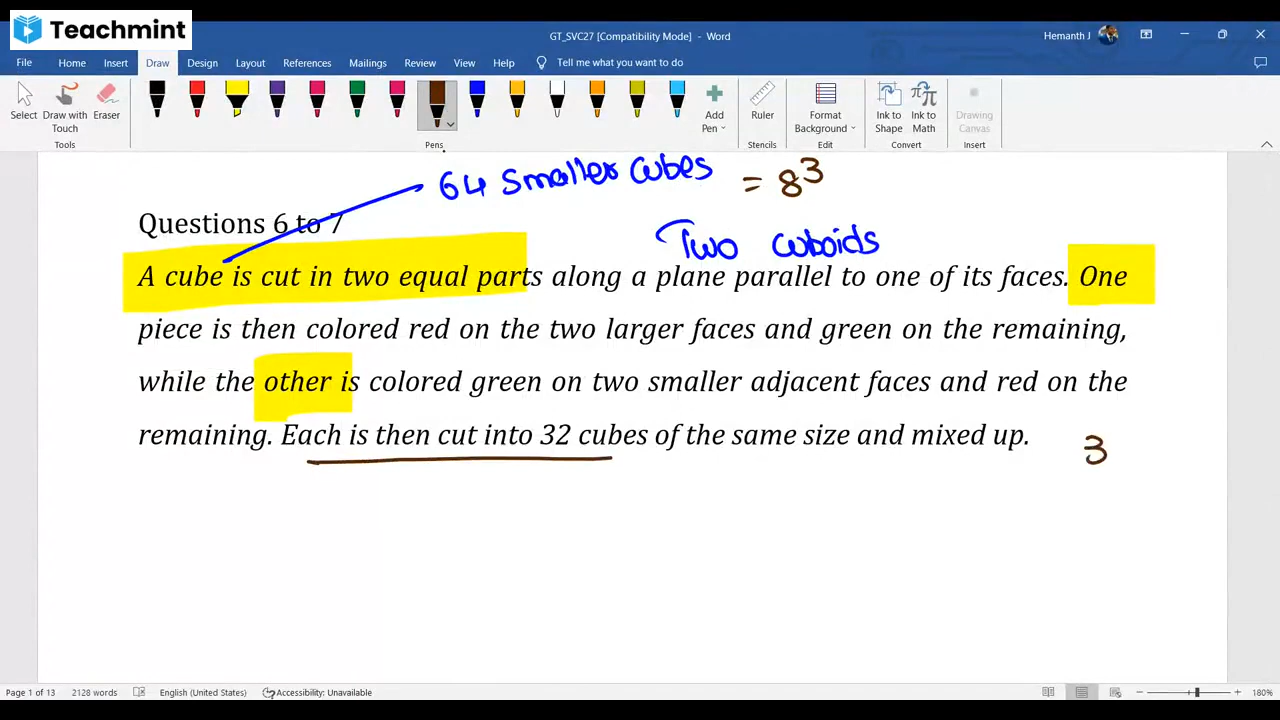 Teachmint
GT_SVC27 [Compatibility Mode] - Word
Hemanth J
File Home Insert Draw Design Layout References Mailings Review View Help Tell me what you want to do
Select
Draw with Touch
Eraser
Add Pen
Ruler
Format Background
Ink to Shape
Ink to Math
Drawing Canvas
Tools
Pens
Stencils
Edit
Convert
Insert
64 smaller cubes = 8³
Questions 6 to 7
Two cuboids
A cube is cut in two equal parts along a plane parallel to one of its faces. One
piece is then colored red on the two larger faces and green on the remaining,
while the other is colored green on two smaller adjacent faces and red on the
remaining. Each is then cut into 32 cubes of the same size and mixed up.
3
Page 1 of 13 2128 words English (United States) Accessibility: Unavailable 180%